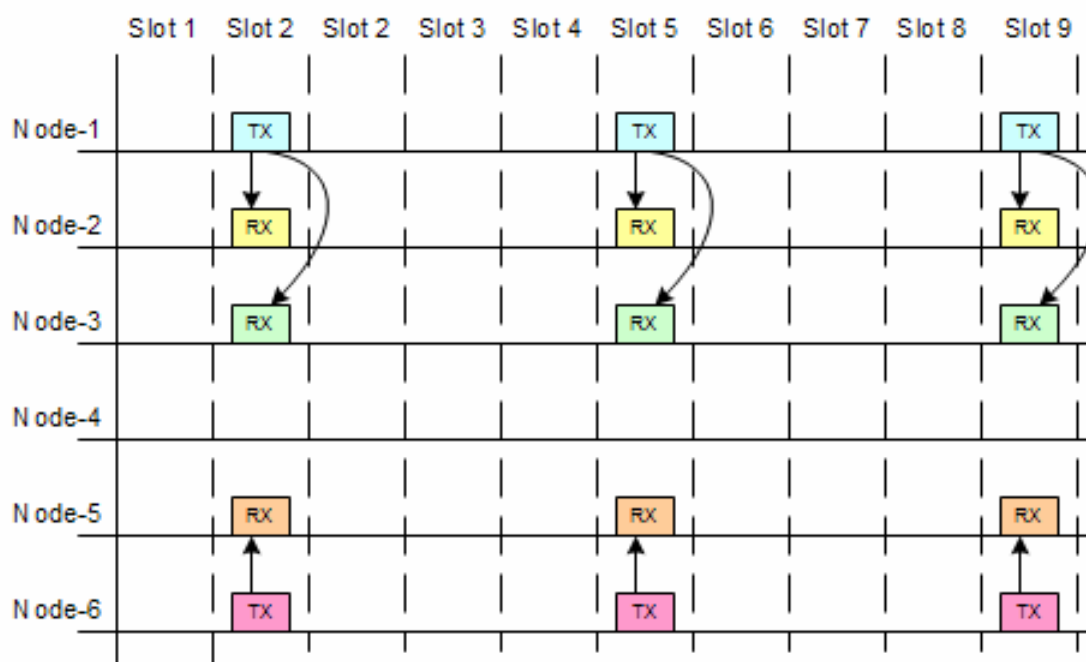 Slot 1 Slot 2 Slot 2 Slot 3 Slot 4 Slot 5 Slot 6 Slot 7 Slot 8 Slot 9
Node-1 TX TX TX
Node-2 RX RX RX
Node-3 RX RX RX
Node-4
Node-5 RX RX RX
Node-6 TX TX TX